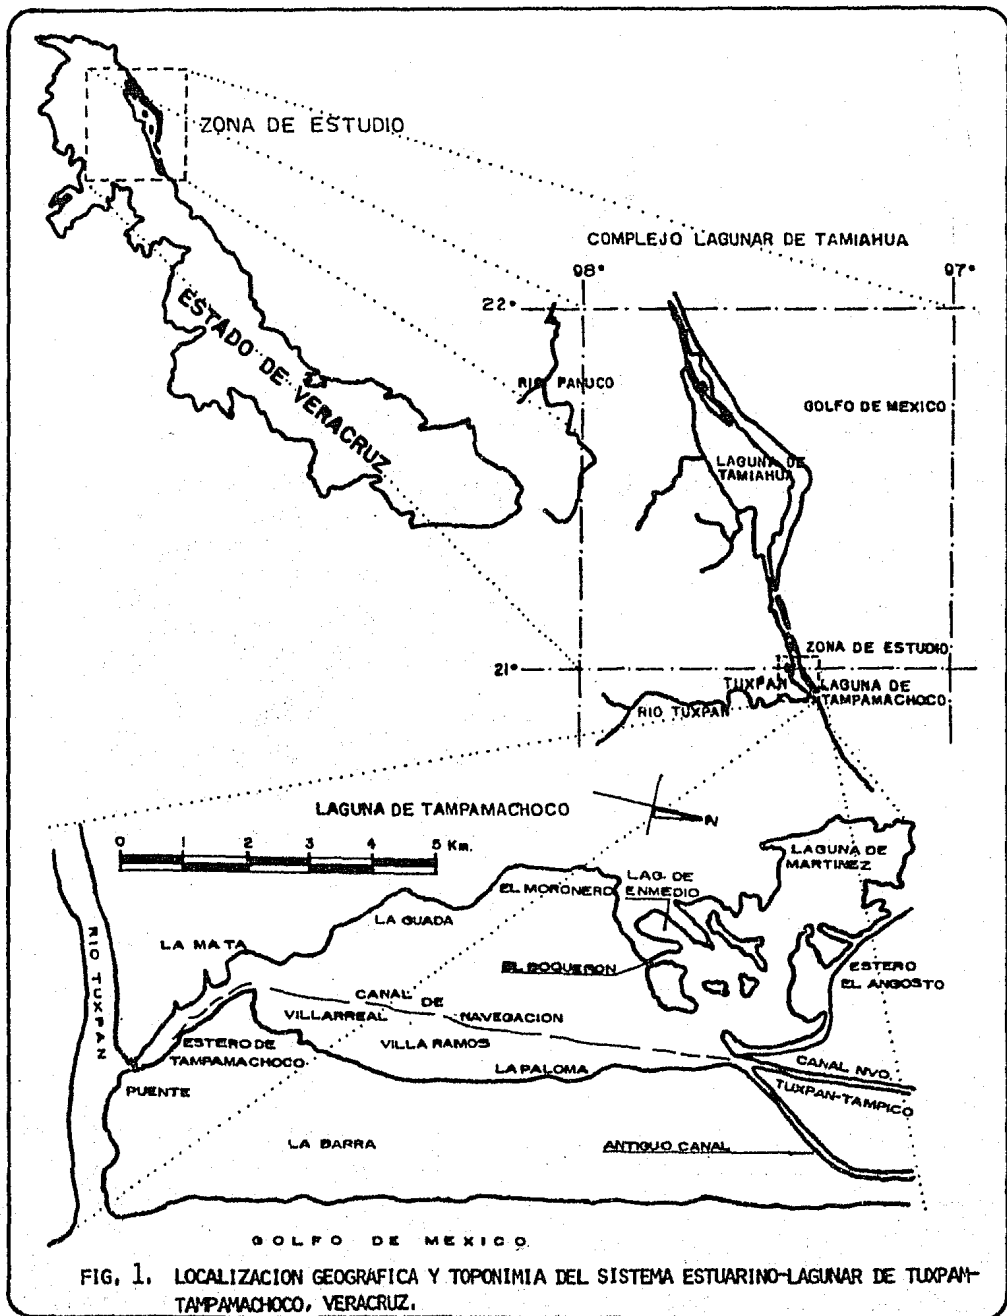 ZONA DE ESTUDIO
ESTADO DE VERACRUZ
COMPLEJO LAGUNAR DE TAMIAHUA
98°
97°
22°
RIO PANUCO
GOLFO DE MEXICO
LAGUNA DE
TAMIAHUA
ZONA DE ESTUDIO
21°
TUXPAN
LAGUNA DE
TAMPAMACHOCO
RIO TUXPAN
LAGUNA DE TAMPAMACHOCO
N
0 1 2 3 4 5 Km.
LAGUNA DE
MARTINEZ
LAG. DE
ENMEDIO
EL MORONERO
LA GUADA
LA MATA
RIO TUXPAN
EL BOQUERON
ESTERO
EL ANGOSTO
CANAL DE
NAVEGACION
VILLARREAL
VILLA RAMOS
ESTERO DE
TAMPAMACHOCO
LA PALOMA
PUENTE
CANAL NVO.
TUXPAN-TAMPICO
LA BARRA
ANTIGUO CANAL
GOLFO DE MEXICO
FIG. 1. LOCALIZACION GEOGRAFICA Y TOPONIMIA DEL SISTEMA ESTUARINO-LAGUNAR DE TUXPAM-
TAMPAMACHOCO, VERACRUZ.